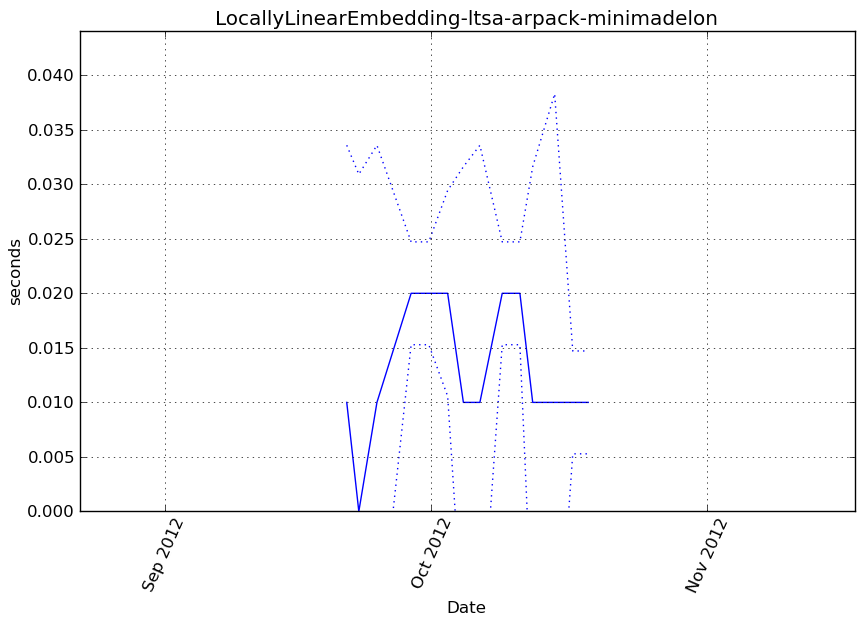 LocallyLinearEmbedding-ltsa-arpack-minimadelon
0.040
0.035
0.030
0.025
0.020
0.015
0.010
0.005
0.000
seconds
Sep 2012
Oct 2012
Nov 2012
Date